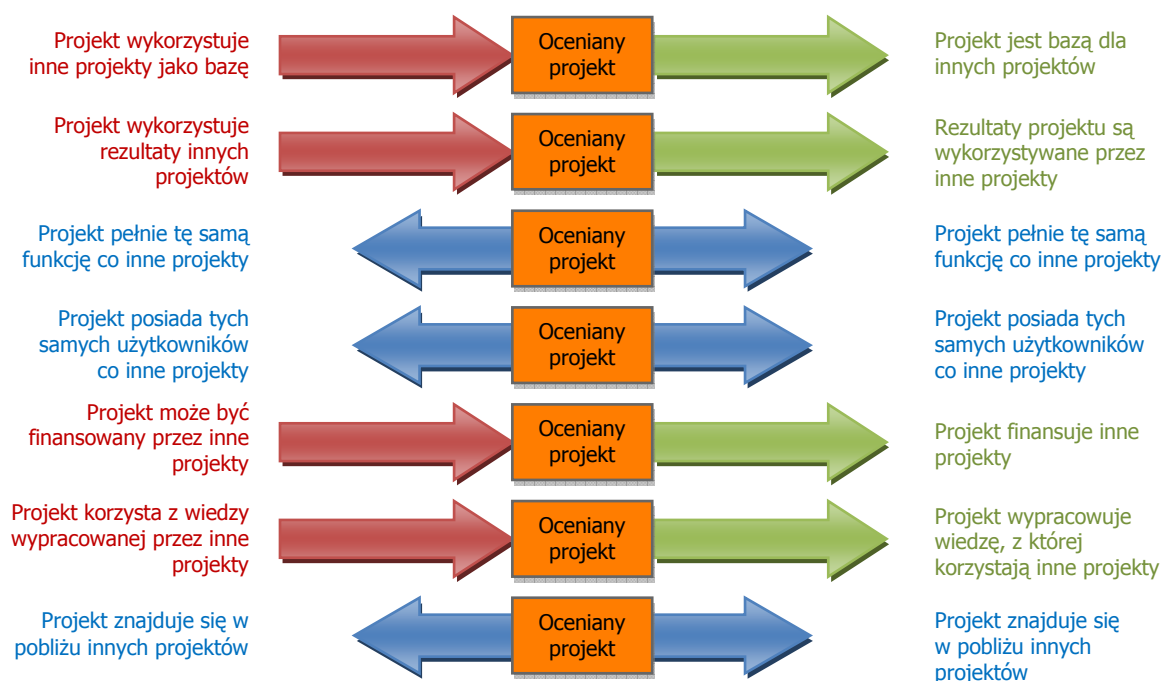 Projekt wykorzystuje
inne projekty jako bazę
Oceniany
projekt
Projekt jest bazą dla
innych projektów
Projekt wykorzystuje
rezultaty innych
projektów
Oceniany
projekt
Rezultaty projektu są
wykorzystywane przez
inne projekty
Projekt pełnie tę samą
funkcję co inne projekty
Oceniany
projekt
Projekt pełnie tę samą
funkcję co inne projekty
Projekt posiada tych
samych użytkowników
co inne projekty
Oceniany
projekt
Projekt posiada tych
samych użytkowników
co inne projekty
Projekt może być
finansowany przez inne
projekty
Oceniany
projekt
Projekt finansuje inne
projekty
Projekt korzysta z wiedzy
wypracowanej przez inne
projekty
Oceniany
projekt
Projekt wypracowuje
wiedzę, z której
korzystają inne projekty
Projekt znajduje się w
pobliżu innych projektów
Oceniany
projekt
Projekt znajduje się
w pobliżu innych
projektów